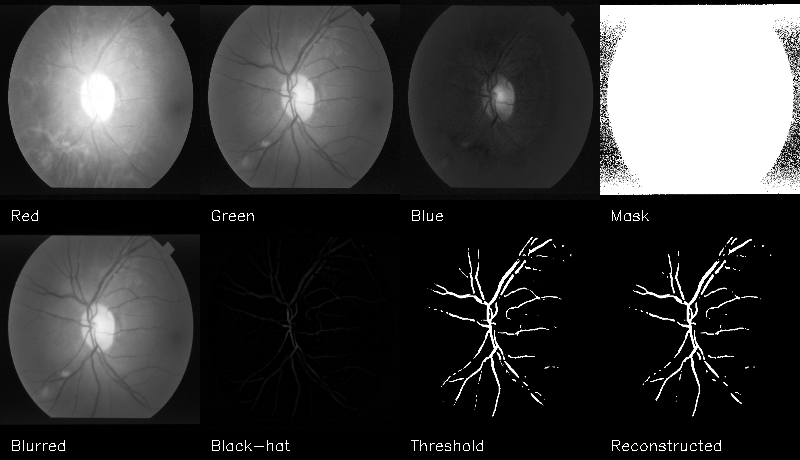 Red
Green
Blue
Mask
Blurred
Black-hat
Threshold
Reconstructed